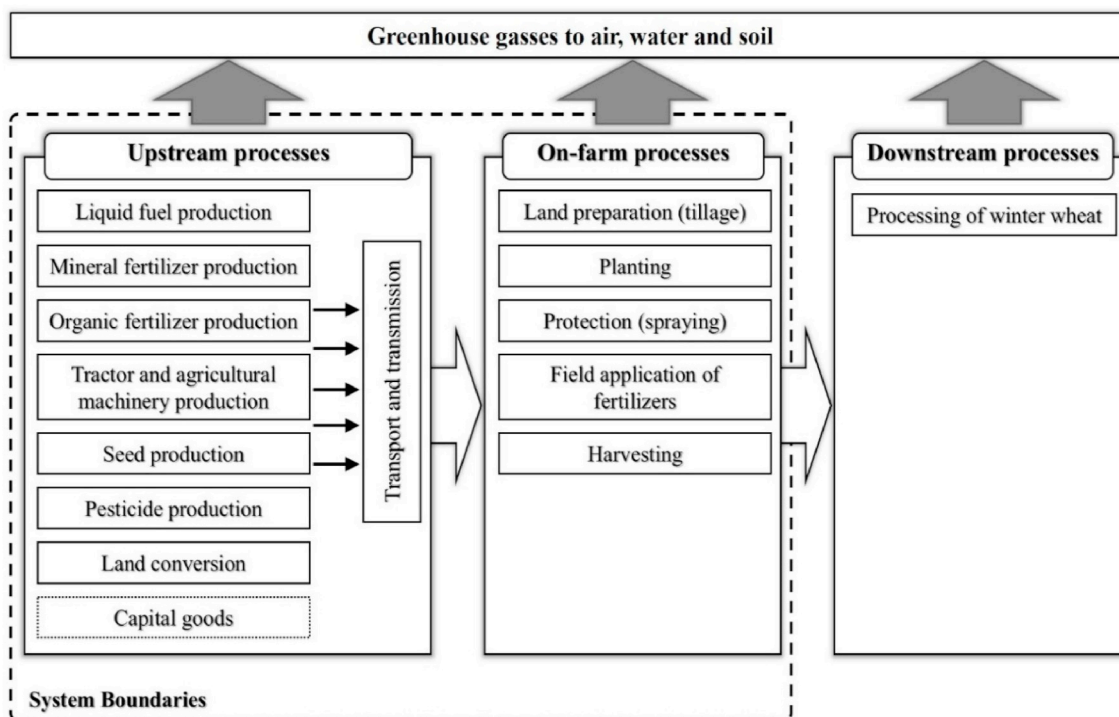 Greenhouse gasses to air, water and soil
Upstream processes
Liquid fuel production
Mineral fertilizer production
Organic fertilizer production
Tractor and agricultural
machinery production
Seed production
Pesticide production
Land conversion
Capital goods
Transport and transmission
On-farm processes
Land preparation (tillage)
Planting
Protection (spraying)
Field application of
fertilizers
Harvesting
Downstream processes
Processing of winter wheat
System Boundaries